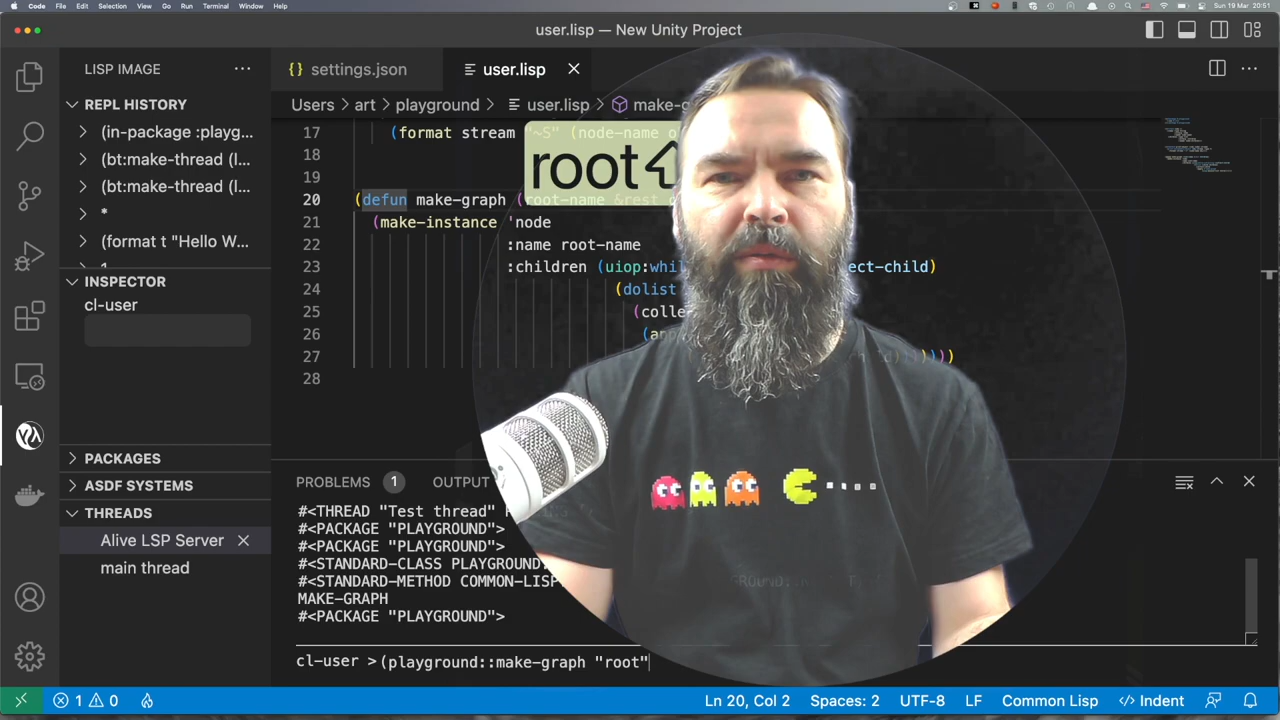 Code File Edit Selection View Go Run Terminal Window Help Sun 19 Mar 20:51
user.lisp — New Unity Project
LISP IMAGE
{} settings.json
user.lisp
Users > art > playground > user.lisp > make-g
REPL HISTORY
(in-package :playg...
(bt:make-thread (l...
(bt:make-thread (l...
*
(format t "Hello W...
INSPECTOR
cl-user
PACKAGES
ASDF SYSTEMS
THREADS
Alive LSP Server
main thread
17 (format stream "~S" (node-name o
root
18
19
20 (defun make-graph (root-name &rest
21 (make-instance 'node
22 :name root-name
23 :children (uiop:whil ect-child)
24 (dolist
25 (colle
26 (ap
27 )))))
28
PROBLEMS 1 OUTPUT
#<THREAD "Test thread"
#<PACKAGE "PLAYGROUND">
#<PACKAGE "PLAYGROUND">
#<STANDARD-CLASS PLAYGROUND:
#<STANDARD-METHOD COMMON-LISP
MAKE-GRAPH
#<PACKAGE "PLAYGROUND">
cl-user > (playground::make-graph "root"
1 0 Ln 20, Col 2 Spaces: 2 UTF-8 LF Common Lisp Indent